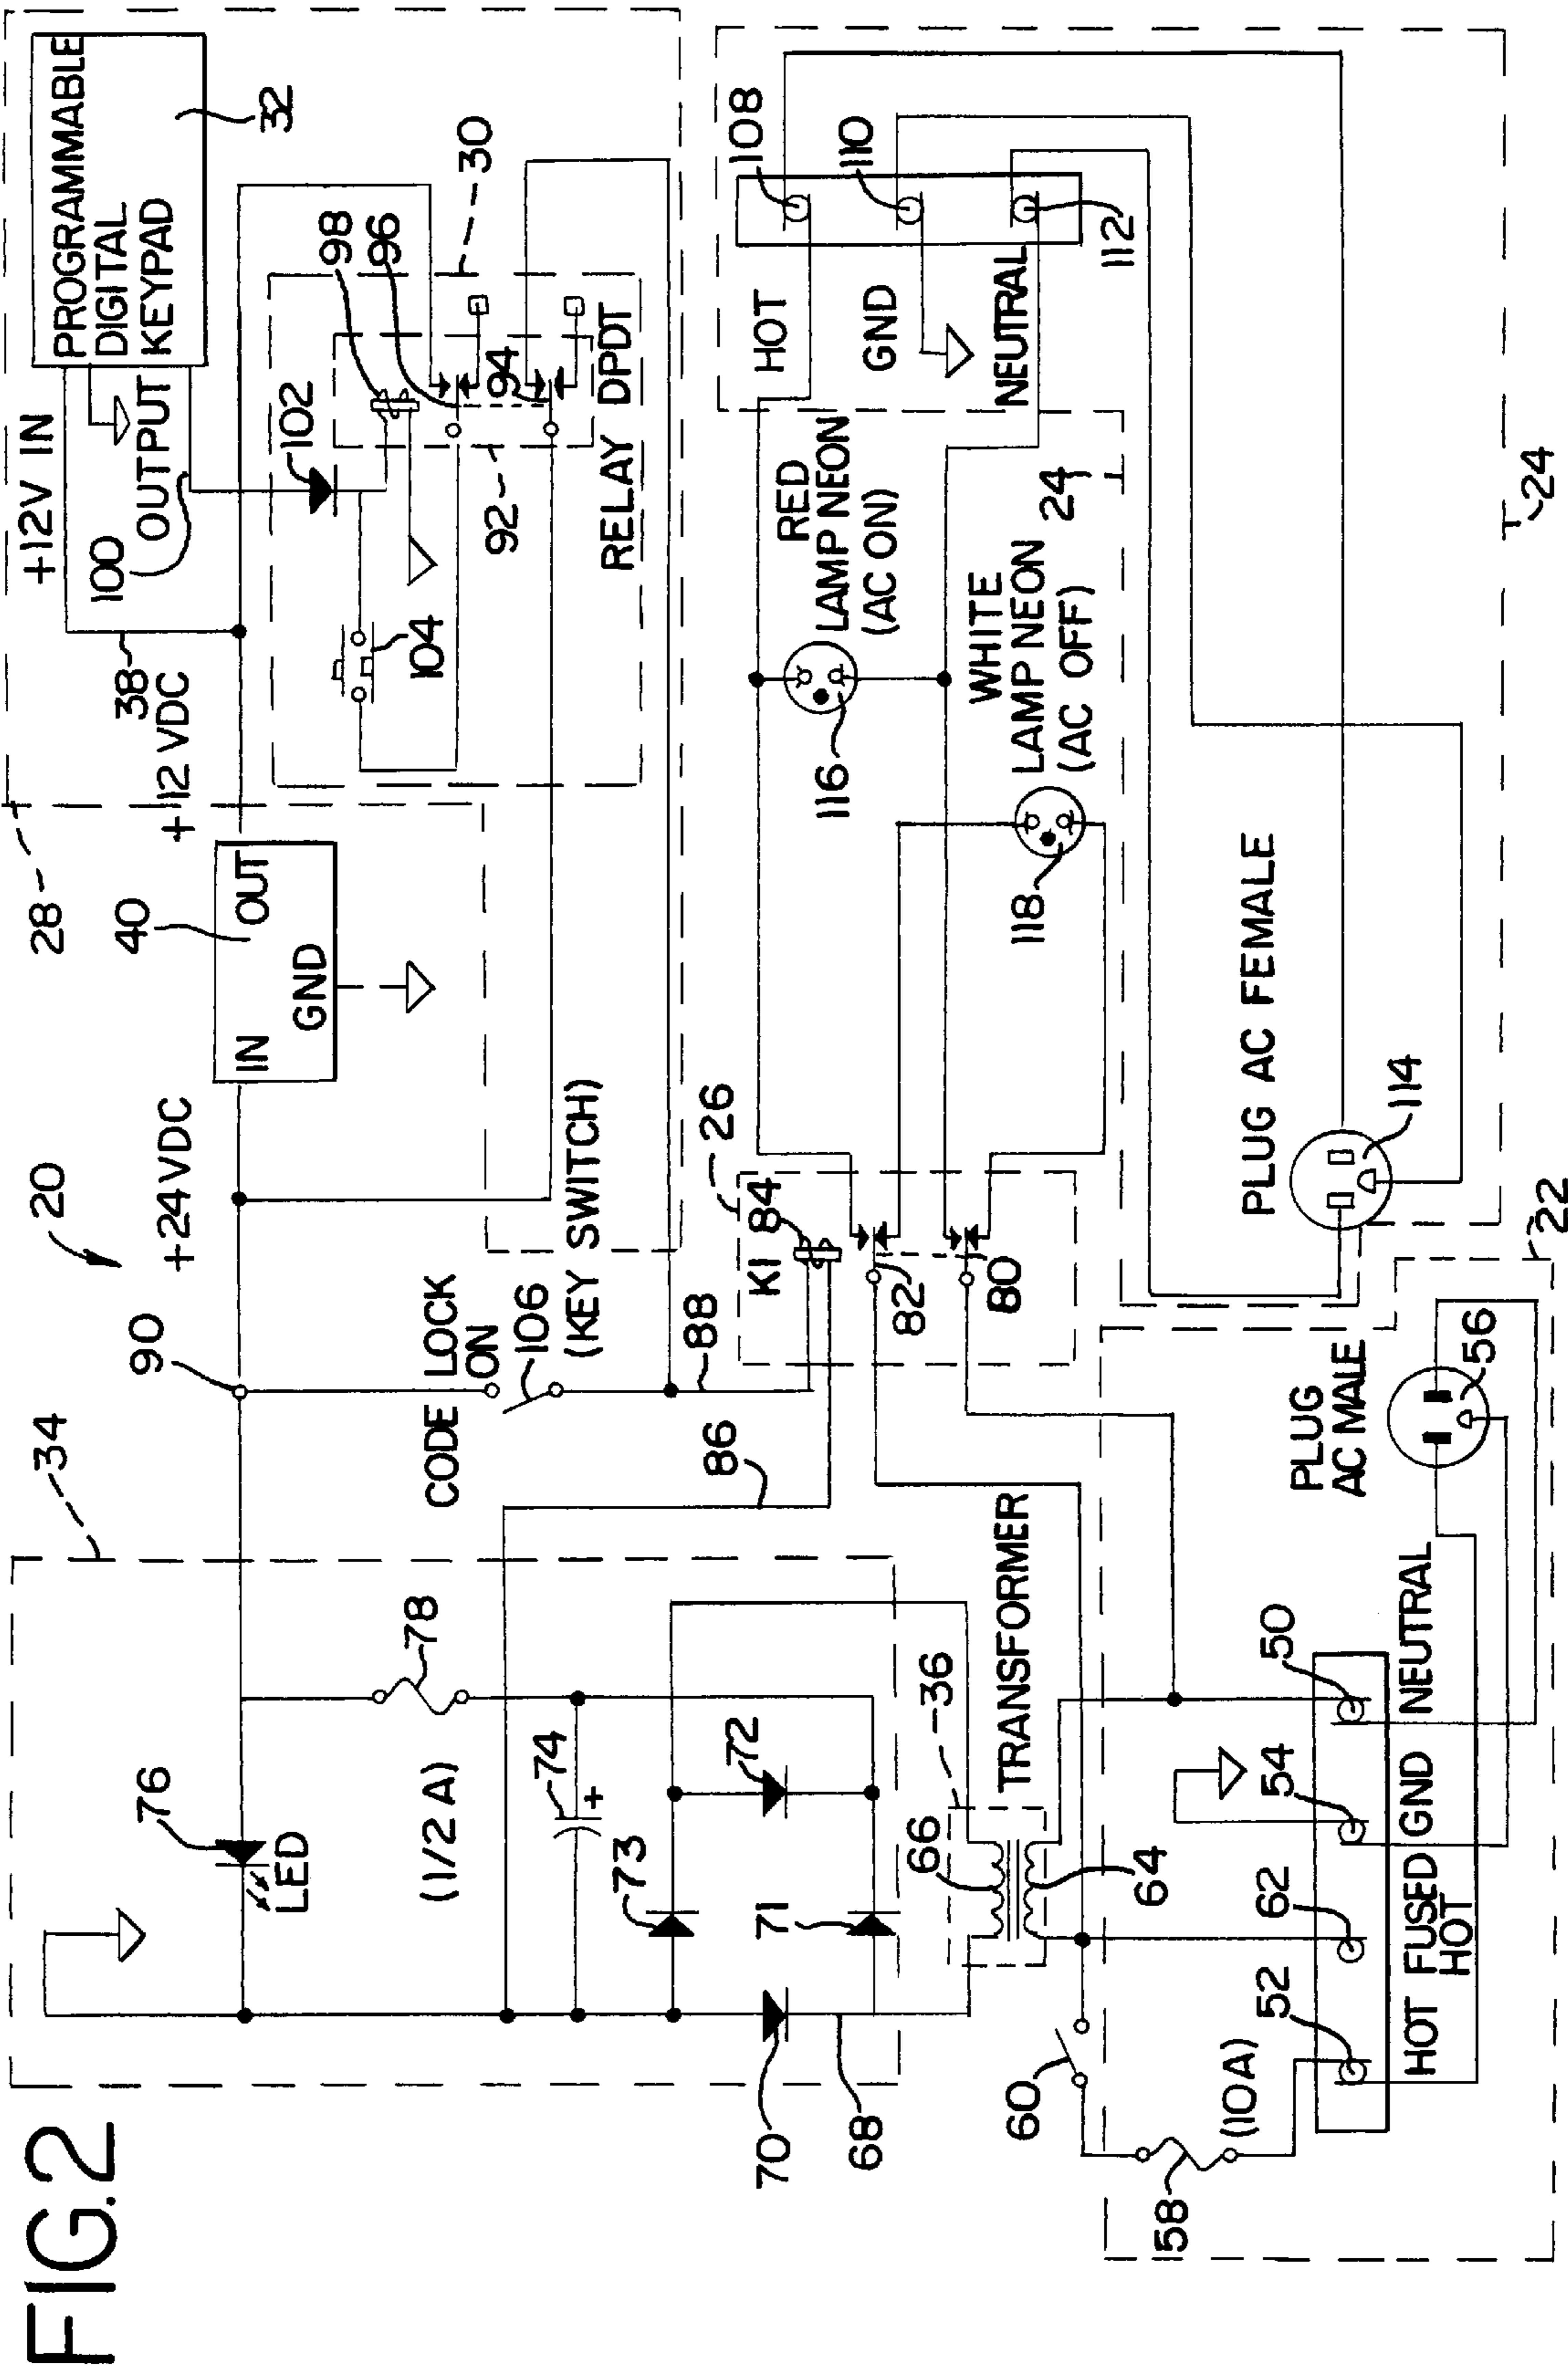 FIG.2
20
34
76
LED
78
(1/2 A)
74
+
72
73
71
70
68
66
36
TRANSFORMER
64
60
58
(10A)
52
62
54
50
HOT
FUSED
HOT
GND
NEUTRAL
PLUG
AC MALE
56
22
90
+24 VDC
CODE LOCK
ON
106
(KEY SWITCH)
86
88
26
K1
84
82
80
IN
OUT
GND
40
28
+12 VDC
38
+12V IN
100
OUTPUT
PROGRAMMABLE
DIGITAL
KEYPAD
32
102
104
98
96
94
92
30
RELAY DPDT
RED
LAMP NEON
(AC ON)
116
WHITE
LAMP NEON
(AC OFF)
118
24
HOT
GND
NEUTRAL
108
110
112
PLUG AC FEMALE
114
24